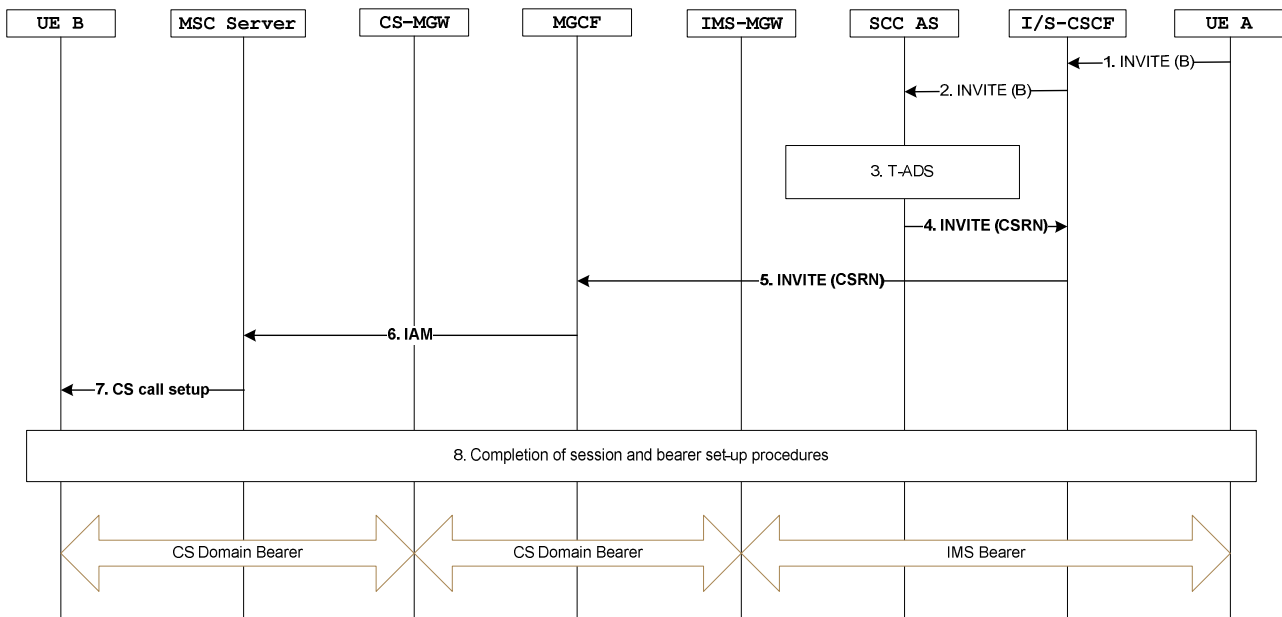 UE B
MSC Server
CS-MGW
MGCF
IMS-MGW
SCC AS
I/S-CSCF
UE A
1. INVITE (B)
2. INVITE (B)
3. T-ADS
4. INVITE (CSRN)
5. INVITE (CSRN)
6. IAM
7. CS call setup
8. Completion of session and bearer set-up procedures
CS Domain Bearer
CS Domain Bearer
IMS Bearer